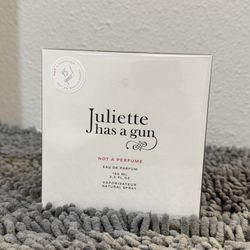 Juliette
has a gun
NOT A PERFUME
EAU DE PARFUM
100 ML
3.3 FL.OZ
VAPORISATEUR
NATURAL SPRAY